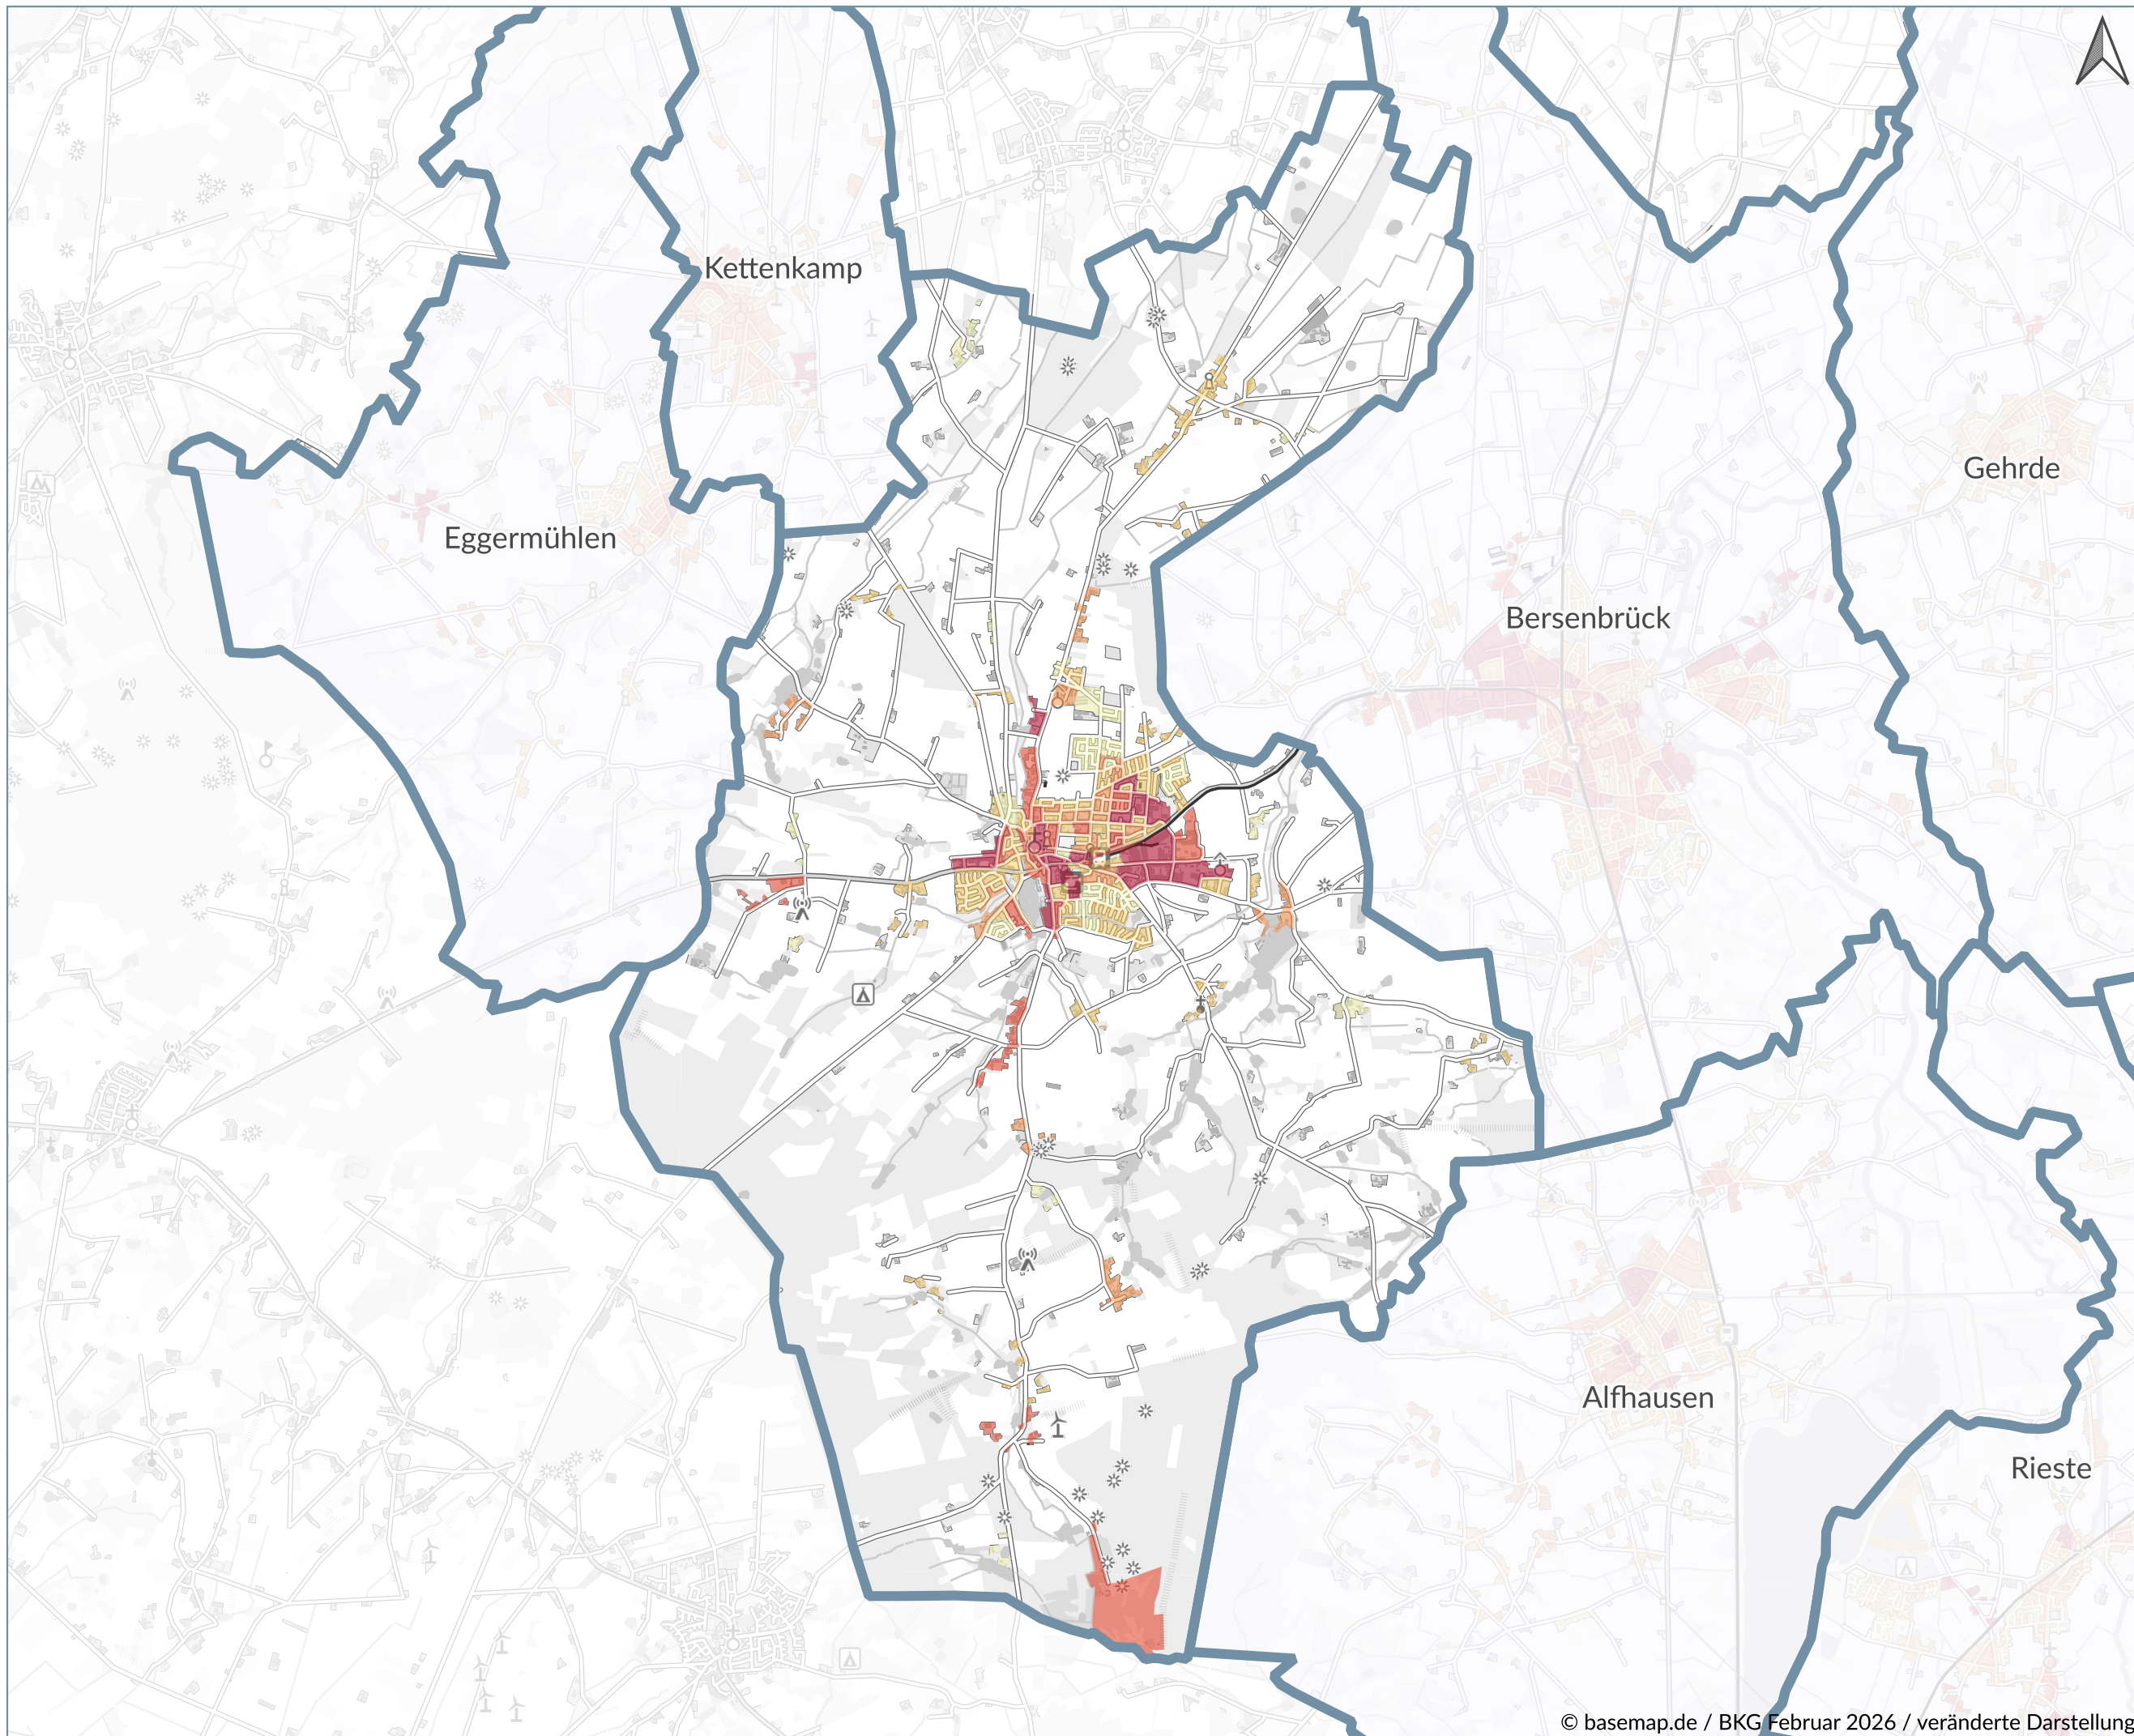 Kettenkamp
Gehrde
Eggermühlen
Bersenbrück
Alfhausen
Rieste
© basemap.de / BKG Februar 2026 / veränderte Darstellung